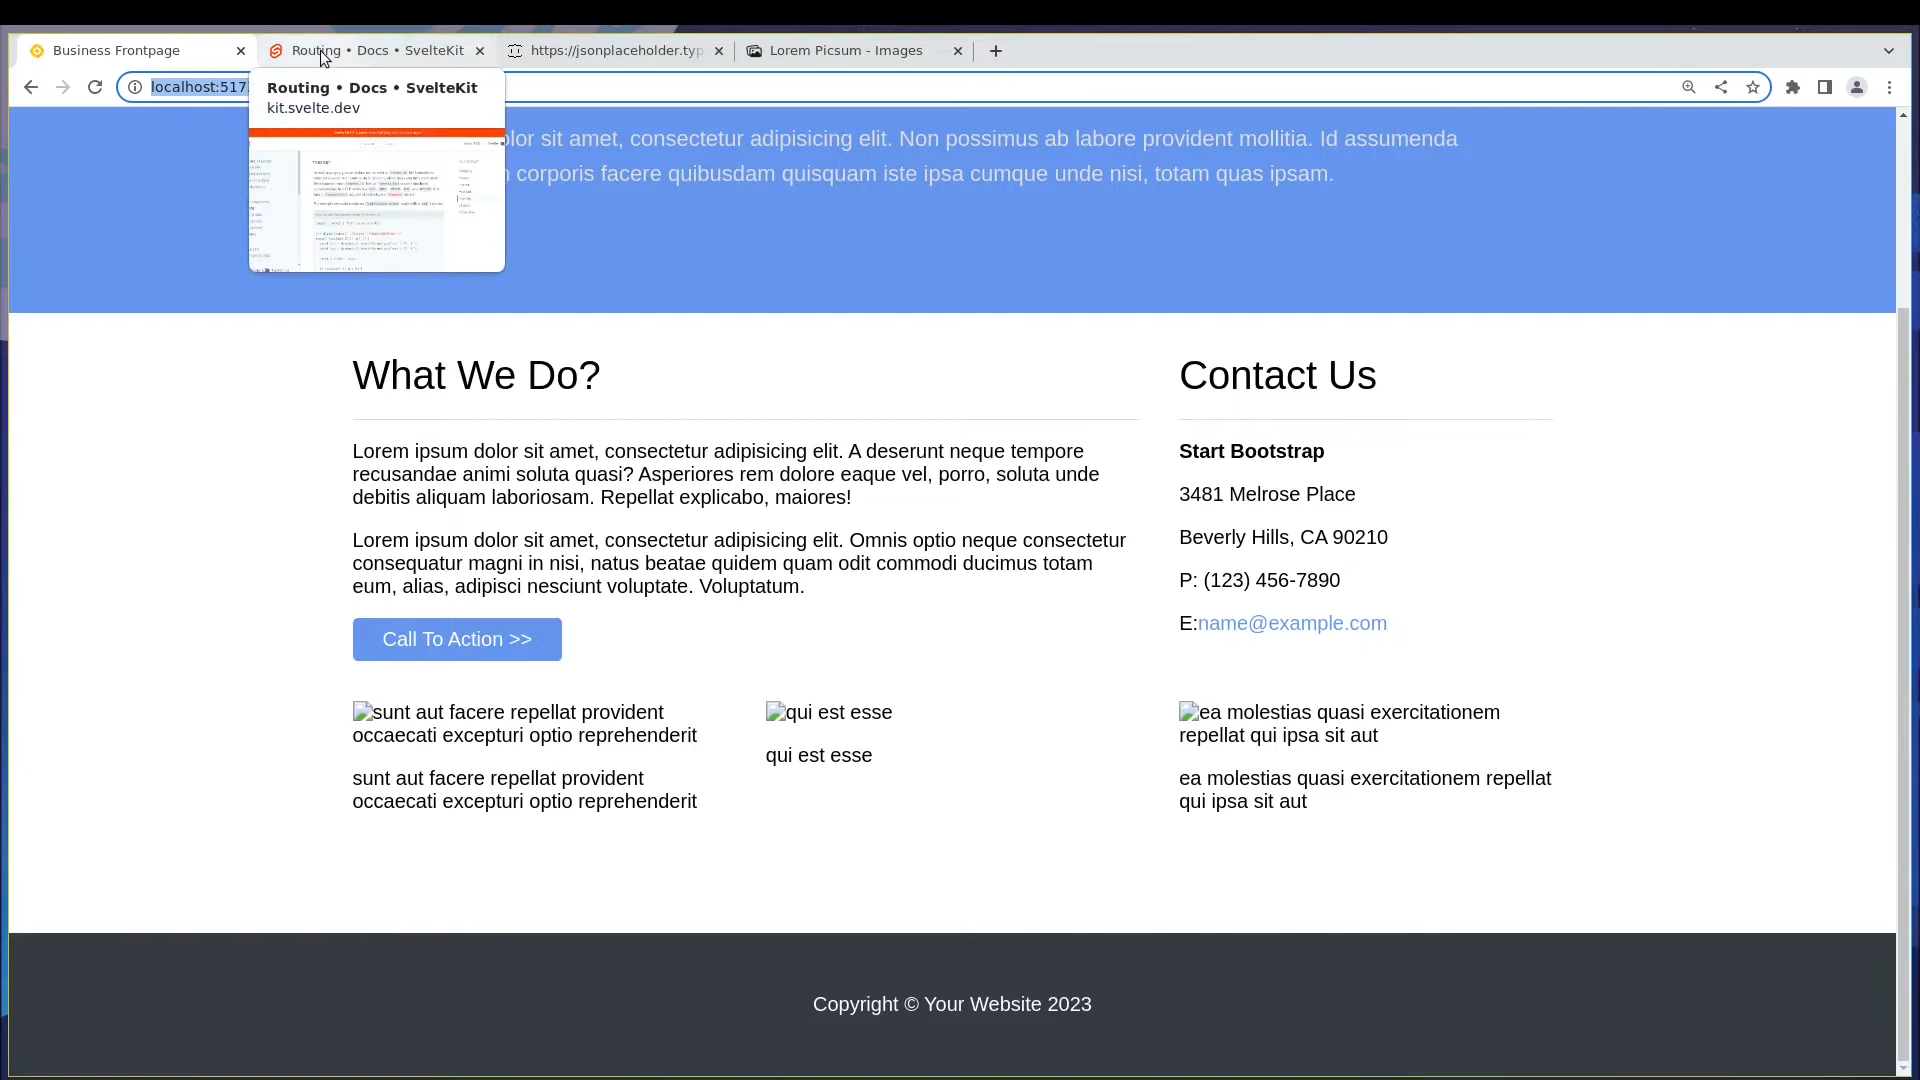 Business Frontpage
Routing • Docs • SvelteKit
https://jsonplaceholder.typ
Lorem Picsum - Images
localhost:517
Routing • Docs • SvelteKit
kit.svelte.dev
olor sit amet, consectetur adipisicing elit. Non possimus ab labore provident mollitia. Id assumenda
corporis facere quibusdam quisquam iste ipsa cumque unde nisi, totam quas ipsam.
What We Do?
Lorem ipsum dolor sit amet, consectetur adipisicing elit. A deserunt neque tempore
recusandae animi soluta quasi? Asperiores rem dolore eaque vel, porro, soluta unde
debitis aliquam laboriosam. Repellat explicabo, maiores!
Lorem ipsum dolor sit amet, consectetur adipisicing elit. Omnis optio neque consectetur
consequatur magni in nisi, natus beatae quidem quam odit commodi ducimus totam
eum, alias, adipisci nesciunt voluptate. Voluptatum.
Call To Action >>
Contact Us
Start Bootstrap
3481 Melrose Place
Beverly Hills, CA 90210
P: (123) 456-7890
E:name@example.com
sunt aut facere repellat provident
occaecati excepturi optio reprehenderit
sunt aut facere repellat provident
occaecati excepturi optio reprehenderit
qui est esse
qui est esse
ea molestias quasi exercitationem
repellat qui ipsa sit aut
ea molestias quasi exercitationem repellat
qui ipsa sit aut
Copyright © Your Website 2023